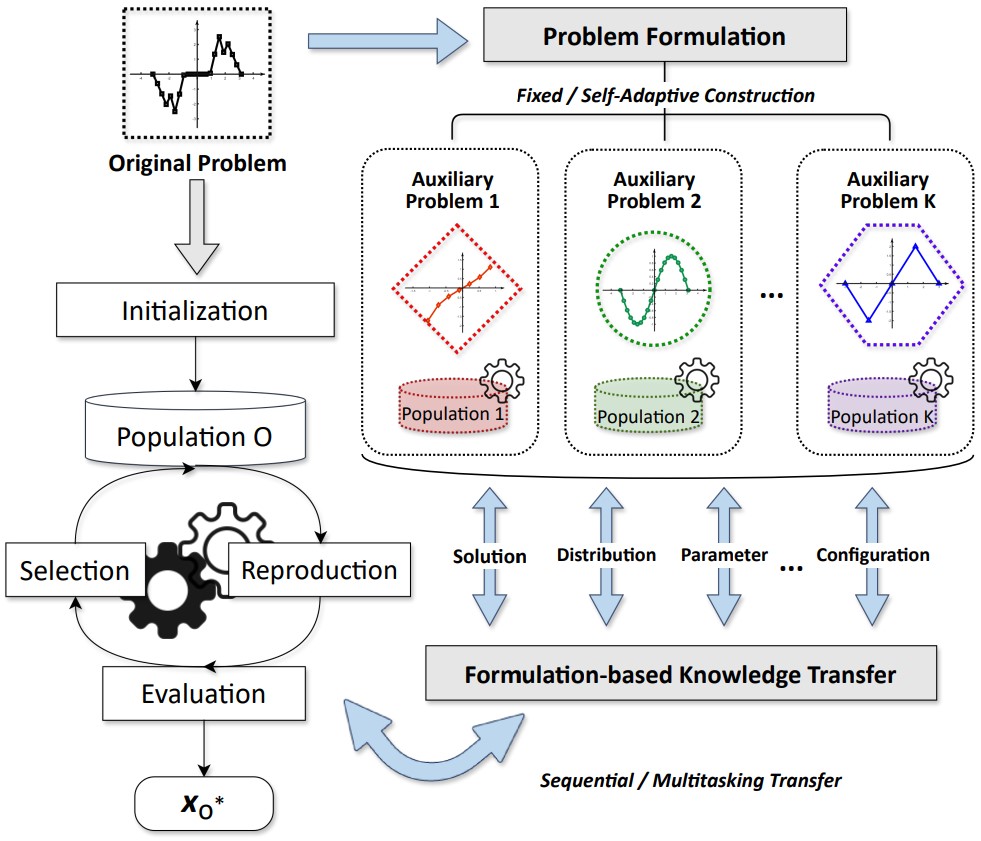 Problem Formulation
Fixed / Self-Adaptive Construction
Original Problem
Auxiliary
Problem 1
Auxiliary
Problem 2
Auxiliary
Problem K
...
Population 1
Population 2
Population K
Initialization
Population O
Selection
Reproduction
Evaluation
xO*
Solution
Distribution
Parameter
...
Configuration
Formulation-based Knowledge Transfer
Sequential / Multitasking Transfer